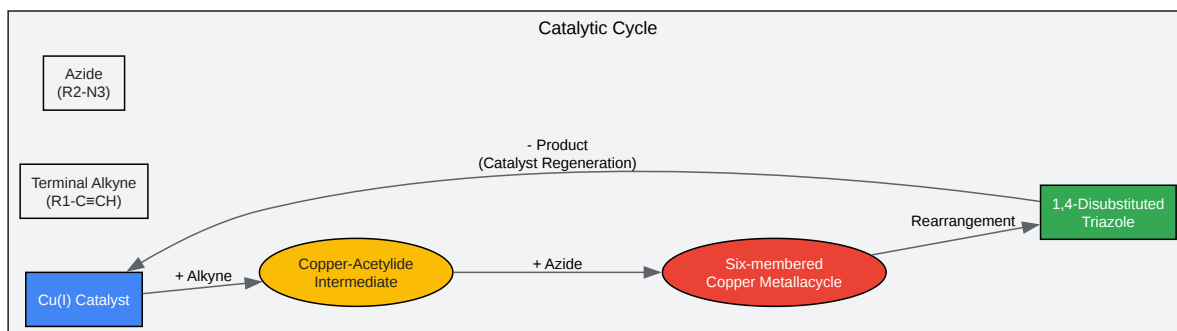 Catalytic Cycle
Azide
(R2-N3)
- Product
(Catalyst Regeneration)
Terminal Alkyne
(R1-C≡CH)
1,4-Disubstituted
Triazole
Rearrangement
Cu(I) Catalyst
+ Alkyne
Copper-Acetylide
Intermediate
+ Azide
Six-membered
Copper Metallacycle